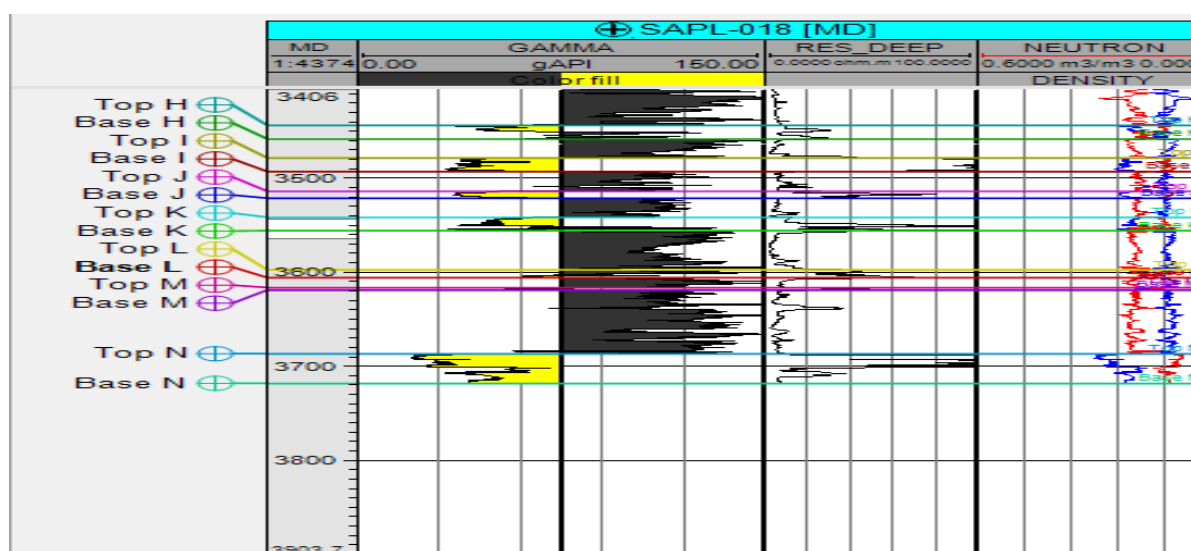 SAPL-018 [MD]
MD GAMMA RES_DEEP NEUTRON
1:4374 0.00 gAPI 150.00 0.0000 ohm.m 100.0000 0.6000 m3/m3 0.000
Color fill DENSITY
3406
Top H
Base H
Top I
Base I
3500
Top J
Base J
Top K
Base K
Top L
Base L
3600
Top M
Base M
Top N
3700
Base N
3800
3903.7